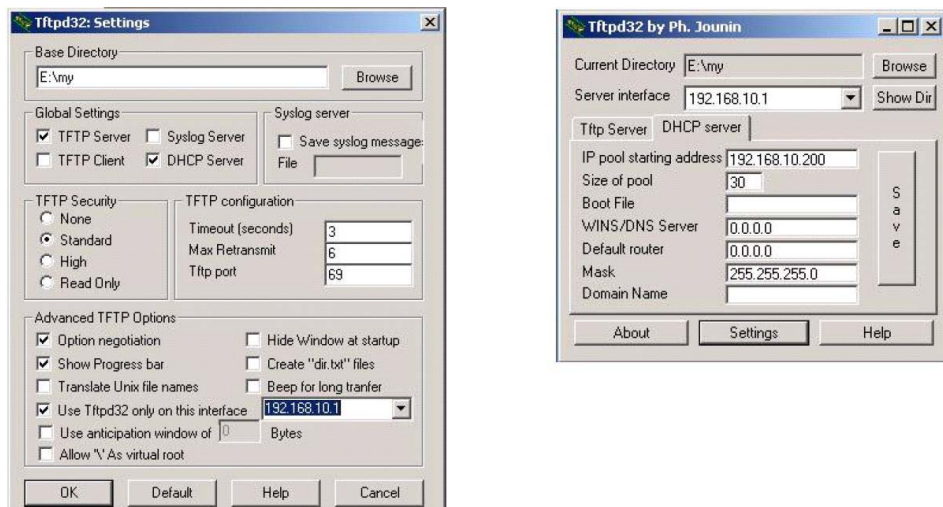 Tftpd32: Settings
Base Directory
E:\my
Browse
Global Settings
TFTP Server
Syslog Server
TFTP Client
DHCP Server
Syslog server
Save syslog message
File
TFTP Security
None
Standard
High
Read Only
TFTP configuration
Timeout (seconds) 3
Max Retransmit 6
Tftp port 69
Advanced TFTP Options
Option negotiation
Hide Window at startup
Show Progress bar
Create "dir.txt" files
Translate Unix file names
Beep for long tranfer
Use Tftpd32 only on this interface 192.168.10.1
Use anticipation window of 0 Bytes
Allow '\' As virtual root
OK Default Help Cancel
Tftpd32 by Ph. Jounin
Current Directory E:\my Browse
Server interface 192.168.10.1 Show Dir
Tftp Server DHCP server
IP pool starting address 192.168.10.200
Size of pool 30
Boot File
WINS/DNS Server 0.0.0.0
Default router 0.0.0.0
Mask 255.255.255.0
Domain Name
Save
About Settings Help